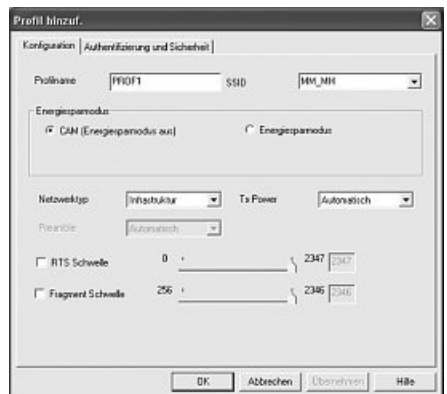 Profil hinzuf.
Konfiguration Authentifizierung und Sicherheit
Profilname PROF1 SSID MM_MH
Energiesparmodus
CAM (Energiesparmodus aus) Energiesparmodus
Netzwerktyp Infrastruktur Tx Power Automatisch
Preamble Automatisch
RTS Schwelle 0 2347 2347
Fragment Schwelle 256 2346 2346
OK Abbrechen Übernehmen Hilfe